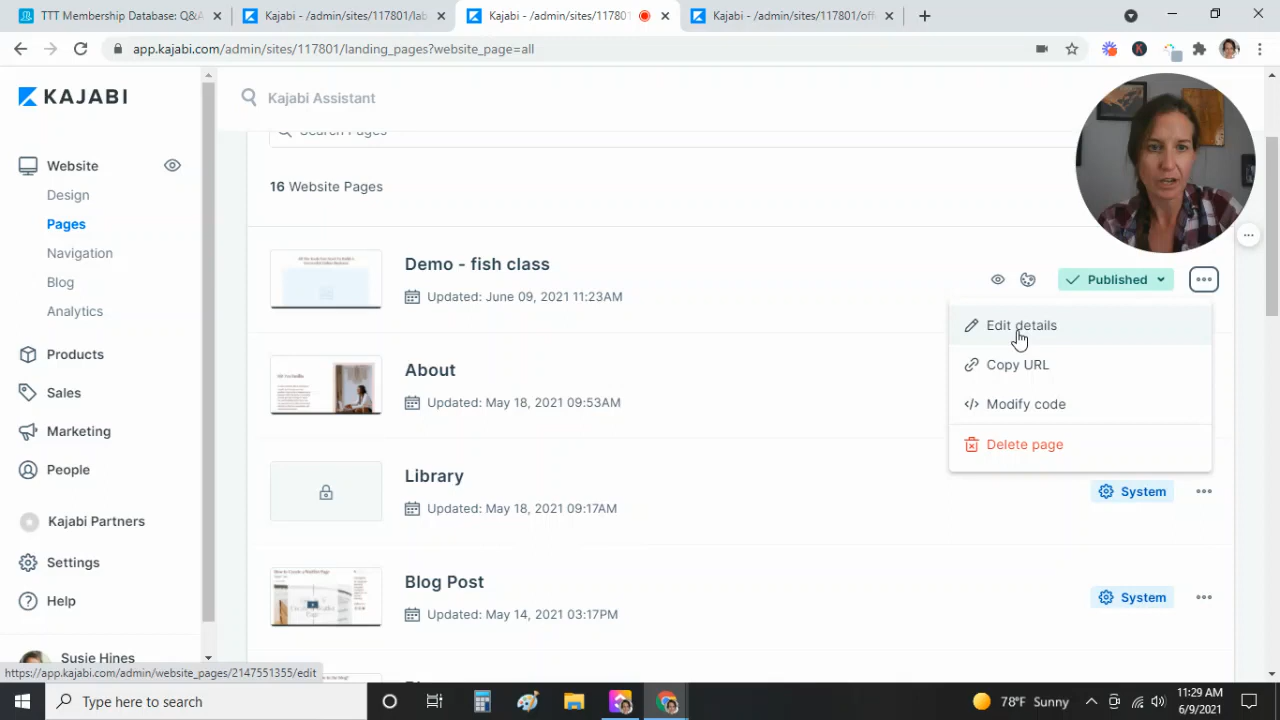 TTT Membership Database: Q&A
Kajabi - /admin/sites/117801/lab
Kajabi - /admin/sites/117801
Kajabi - /admin/sites/117801/off
app.kajabi.com/admin/sites/117801/landing_pages?website_page=all
KAJABI
Kajabi Assistant
Search Pages
Website
Design
Pages
Navigation
Blog
Analytics
Products
Sales
Marketing
People
Kajabi Partners
Settings
Help
Susie Hines
16 Website Pages
Demo - fish class
Updated: June 09, 2021 11:23AM
Published
Edit details
Copy URL
Modify code
Delete page
About
Updated: May 18, 2021 09:53AM
Library
Updated: May 18, 2021 09:17AM
System
Blog Post
Updated: May 14, 2021 03:17PM
System
https://app.kajabi.com/admin/website_pages/2147551355/edit
Type here to search
78°F Sunny
11:29 AM
6/9/2021